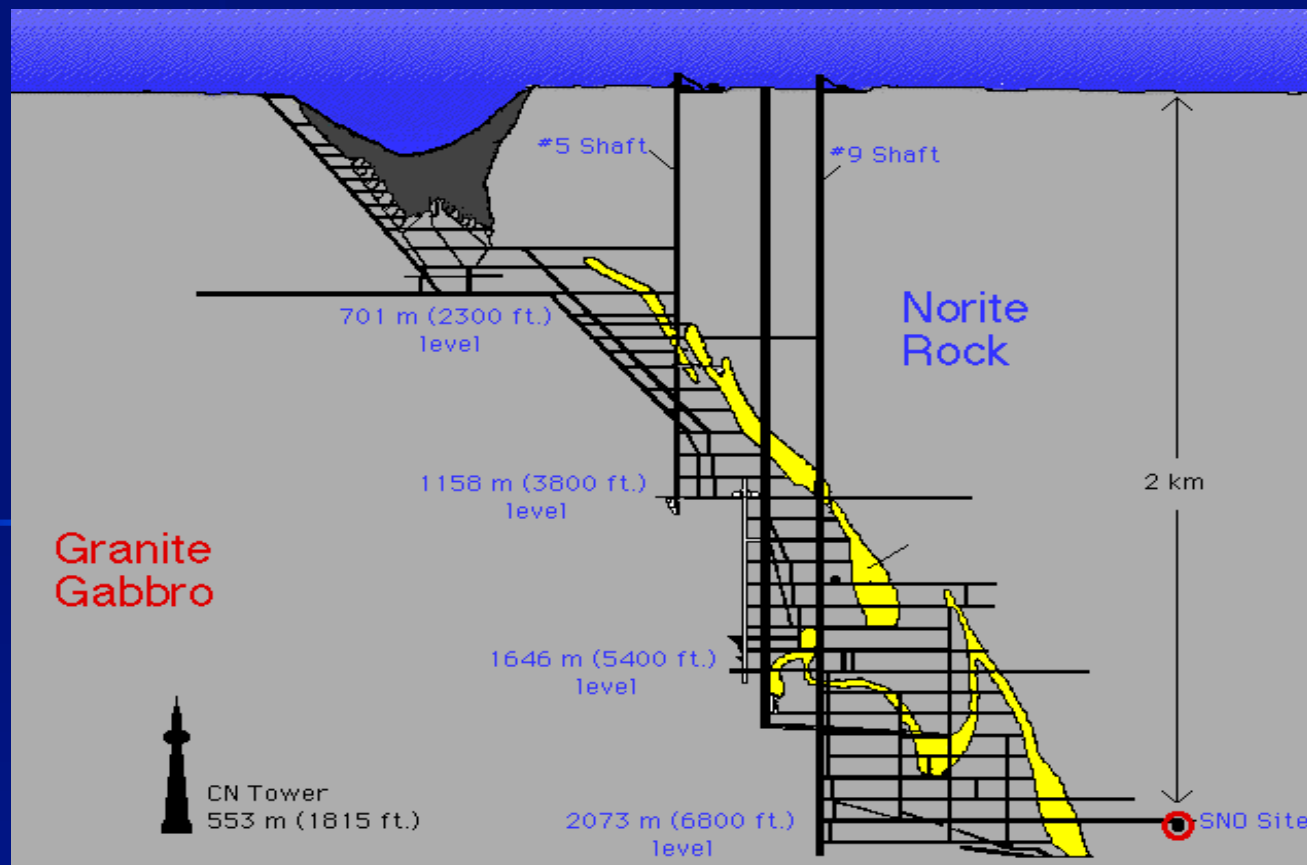 #5 Shaft
#9 Shaft
701 m (2300 ft.)
level
Norite
Rock
1158 m (3800 ft.)
level
2 km
Granite
Gabbro
1646 m (5400 ft.)
level
CN Tower
553 m (1815 ft.)
2073 m (6800 ft.)
level
SNO Site